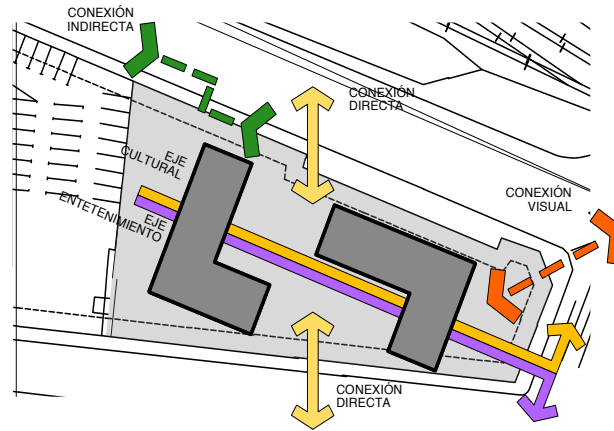 CONEXIÓN
INDIRECTA
CONEXIÓN
DIRECTA
EJE
CULTURAL
EJE
ENTETENIMIENTO
CONEXIÓN
VISUAL
CONEXIÓN
DIRECTA